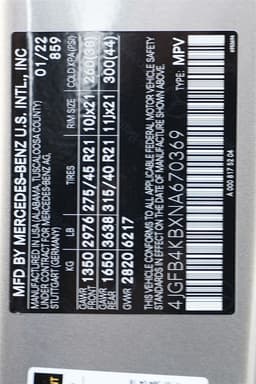 MFD BY MERCEDES-BENZ U.S. INT'L., INC
MANUFACTURED IN USA (ALABAMA, TUSCALOOSA COUNTY)
UNDER CONTRACT FOR MERCEDES-BENZ AG,
STUTTGART (GERMANY)
01/22
859
KG LB TIRES RIM SIZE COLD KPA(PSI)
GAWR FRONT 1350 2976 275/45 R21 10Jx21 260(38)
GAWR REAR 1650 3638 315/40 R21 11Jx21 300(44)
GVWR 2820 6217
THIS VEHICLE CONFORMS TO ALL APPLICABLE FEDERAL MOTOR VEHICLE SAFETY
STANDARDS IN EFFECT ON THE DATE OF MANUFACTURE SHOWN ABOVE.
4JGFB4KBXNA670369 TYPE: MPV
A 000 817 52 04